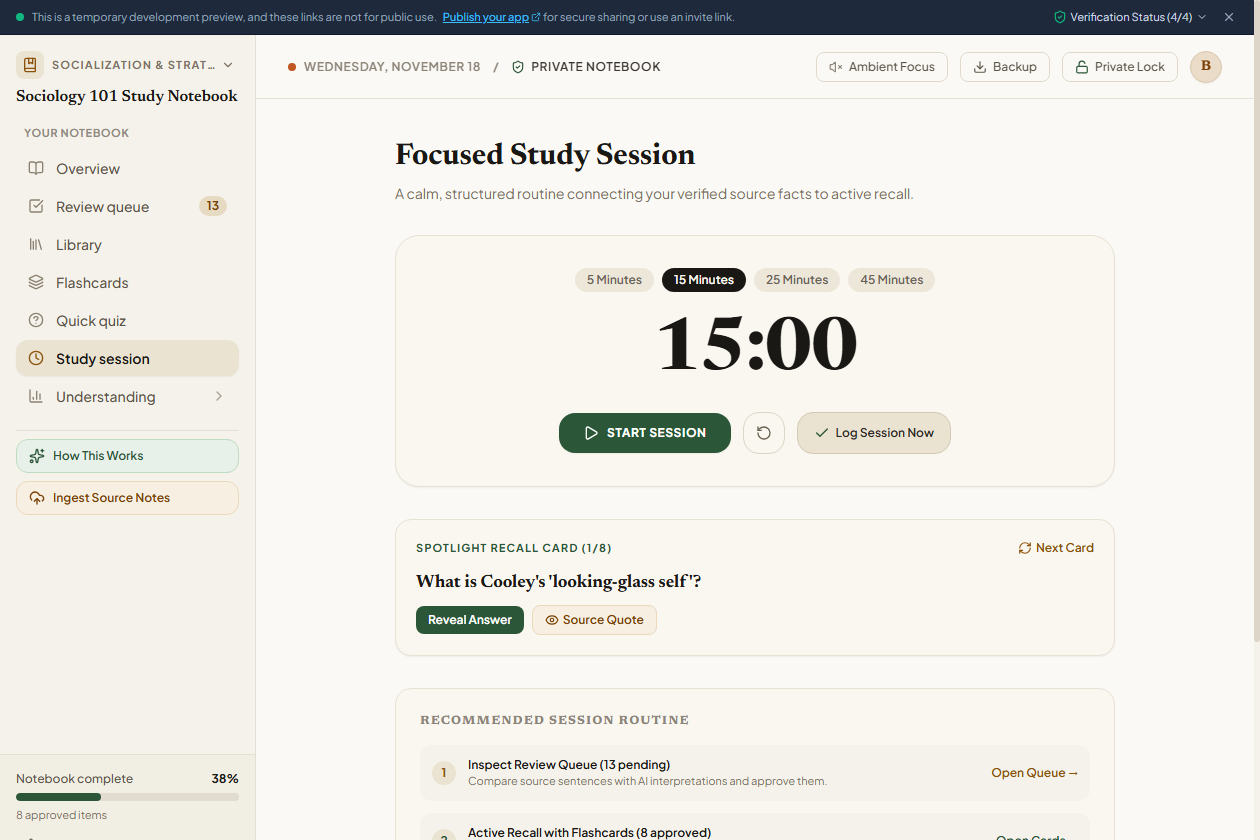 This is a temporary development preview, and these links are not for public use. Publish your app for secure sharing or use an invite link.
Verification Status (4/4)
SOCIALIZATION & STRAT...
Sociology 101 Study Notebook
WEDNESDAY, NOVEMBER 18 / PRIVATE NOTEBOOK
Ambient Focus
Backup
Private Lock
B
YOUR NOTEBOOK
Overview
Review queue 13
Library
Flashcards
Quick quiz
Study session
Understanding
How This Works
Ingest Source Notes
Notebook complete 38%
8 approved items
Focused Study Session
A calm, structured routine connecting your verified source facts to active recall.
5 Minutes
15 Minutes
25 Minutes
45 Minutes
15:00
START SESSION
Log Session Now
SPOTLIGHT RECALL CARD (1/8)
Next Card
What is Cooley's 'looking-glass self'?
Reveal Answer
Source Quote
RECOMMENDED SESSION ROUTINE
1
Inspect Review Queue (13 pending)
Compare source sentences with AI interpretations and approve them.
Open Queue →
2
Active Recall with Flashcards (8 approved)
Open Cards